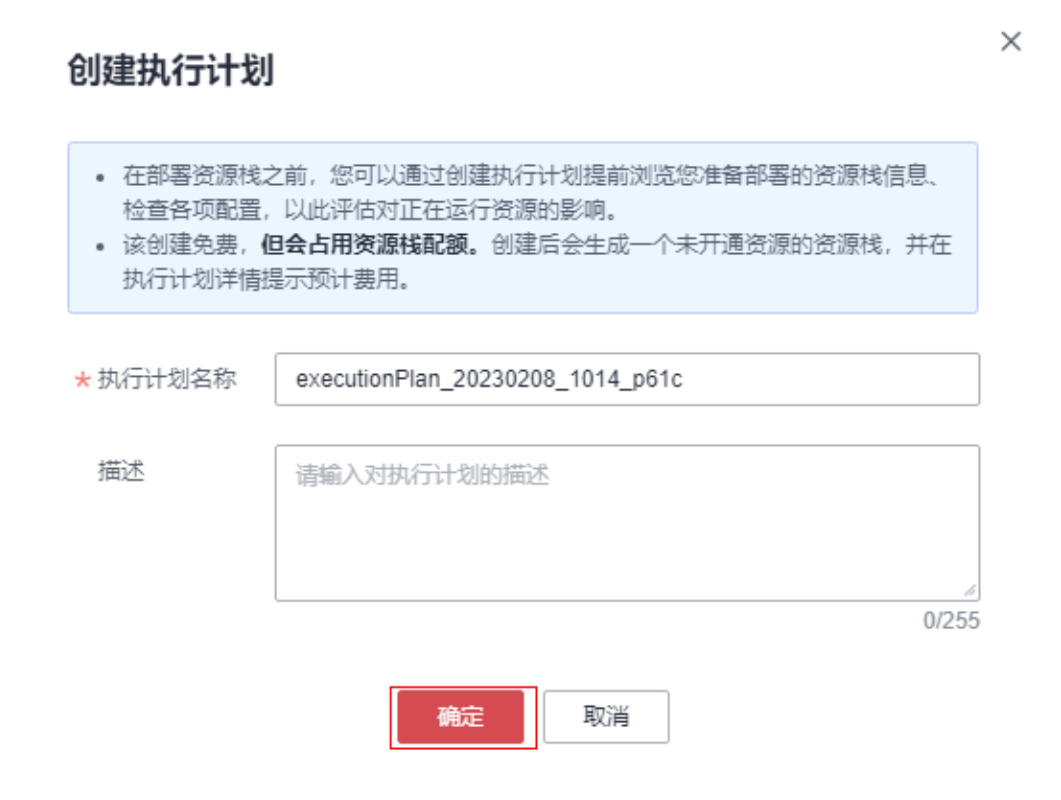 创建执行计划
• 在部署资源栈之前，您可以通过创建执行计划提前浏览您准备部署的资源栈信息、
检查各项配置，以此评估对正在运行资源的影响。
• 该创建免费，但会占用资源栈配额。创建后会生成一个未开通资源的资源栈，并在
执行计划详情提示预计费用。
* 执行计划名称 executionPlan_20230208_1014_p61c
描述 请输入对执行计划的描述
0/255
确定 取消